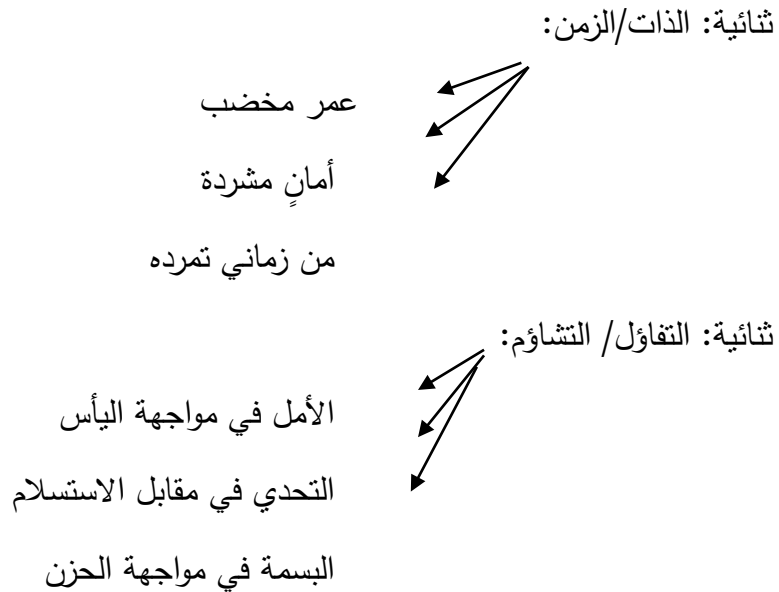 ثنائية: الذات/الزمن:
عمر مخضب
أمانٍ مشردة
من زماني تمرده
ثنائية: التفاؤل/ التشاؤم:
الأمل في مواجهة اليأس
التحدي في مقابل الاستسلام
البسمة في مواجهة الحزن